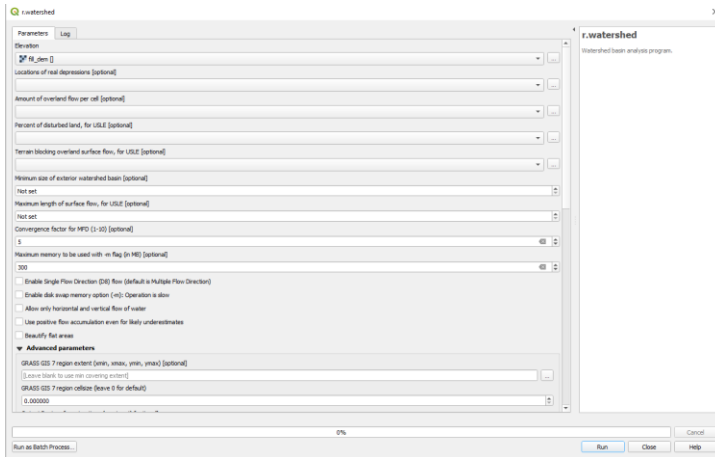 r.watershed
Parameters
Log
Elevation
fill_dem []
...
Locations of real depressions [optional]
...
Amount of overland flow per cell [optional]
...
Percent of disturbed land, for USLE [optional]
...
Terrain blocking overland surface flow, for USLE [optional]
...
Minimum size of exterior watershed basin [optional]
Not set
Maximum length of surface flow, for USLE [optional]
Not set
Convergence factor for MFD (1-10) [optional]
5
Maximum memory to be used with -m flag (in MB) [optional]
300
Enable Single Flow Direction (D8) flow (default is Multiple Flow Direction)
Enable disk swap memory option (-m): Operation is slow
Allow only horizontal and vertical flow of water
Use positive flow accumulation even for likely underestimates
Beautify flat areas
Advanced parameters
GRASS GIS 7 region extent (xmin, xmax, ymin, ymax) [optional]
[Leave blank to use min covering extent]
...
GRASS GIS 7 region cellsize (leave 0 for default)
0.000000
r.watershed
Watershed basin analysis program.
0%
Cancel
Run as Batch Process...
Run
Close
Help